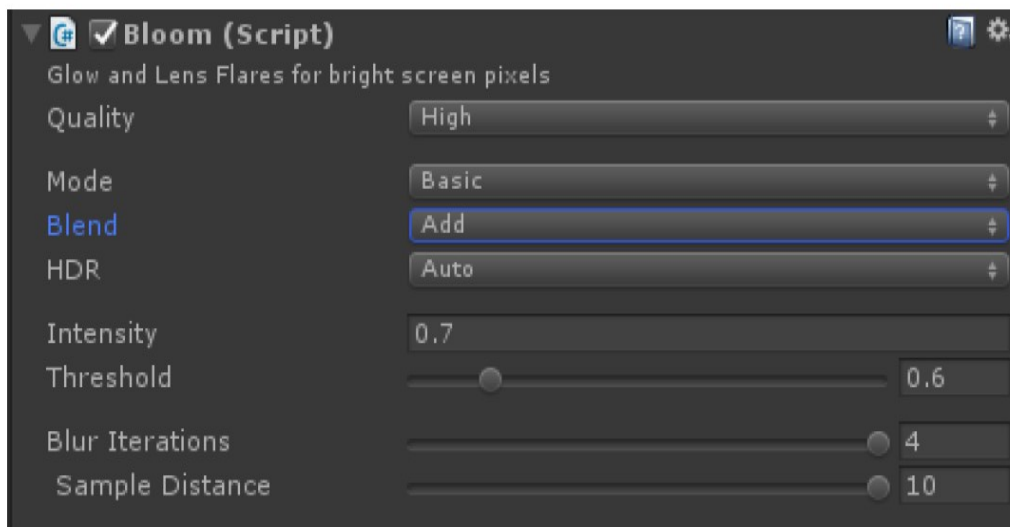 Bloom (Script)
Glow and Lens Flares for bright screen pixels
Quality High
Mode Basic
Blend Add
HDR Auto
Intensity 0.7
Threshold 0.6
Blur Iterations 4
Sample Distance 10